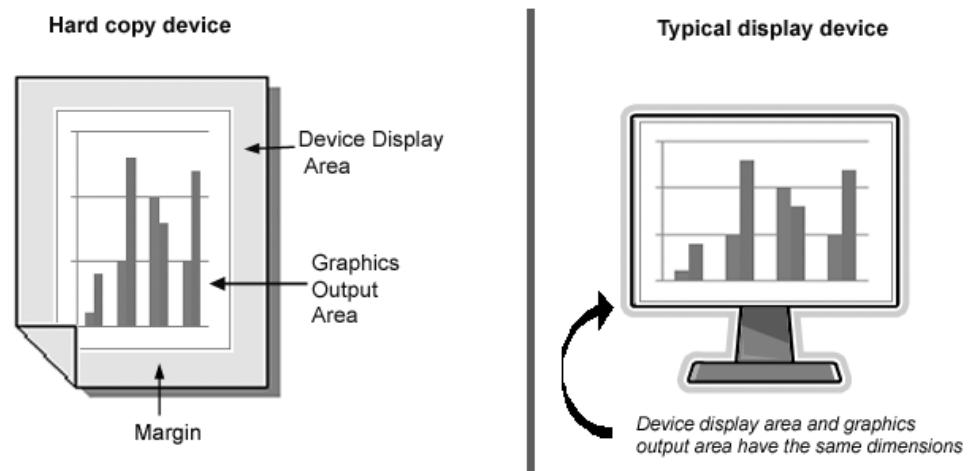 Hard copy device
Device Display
Area
Graphics
Output
Area
Margin
Typical display device
Device display area and graphics
output area have the same dimensions